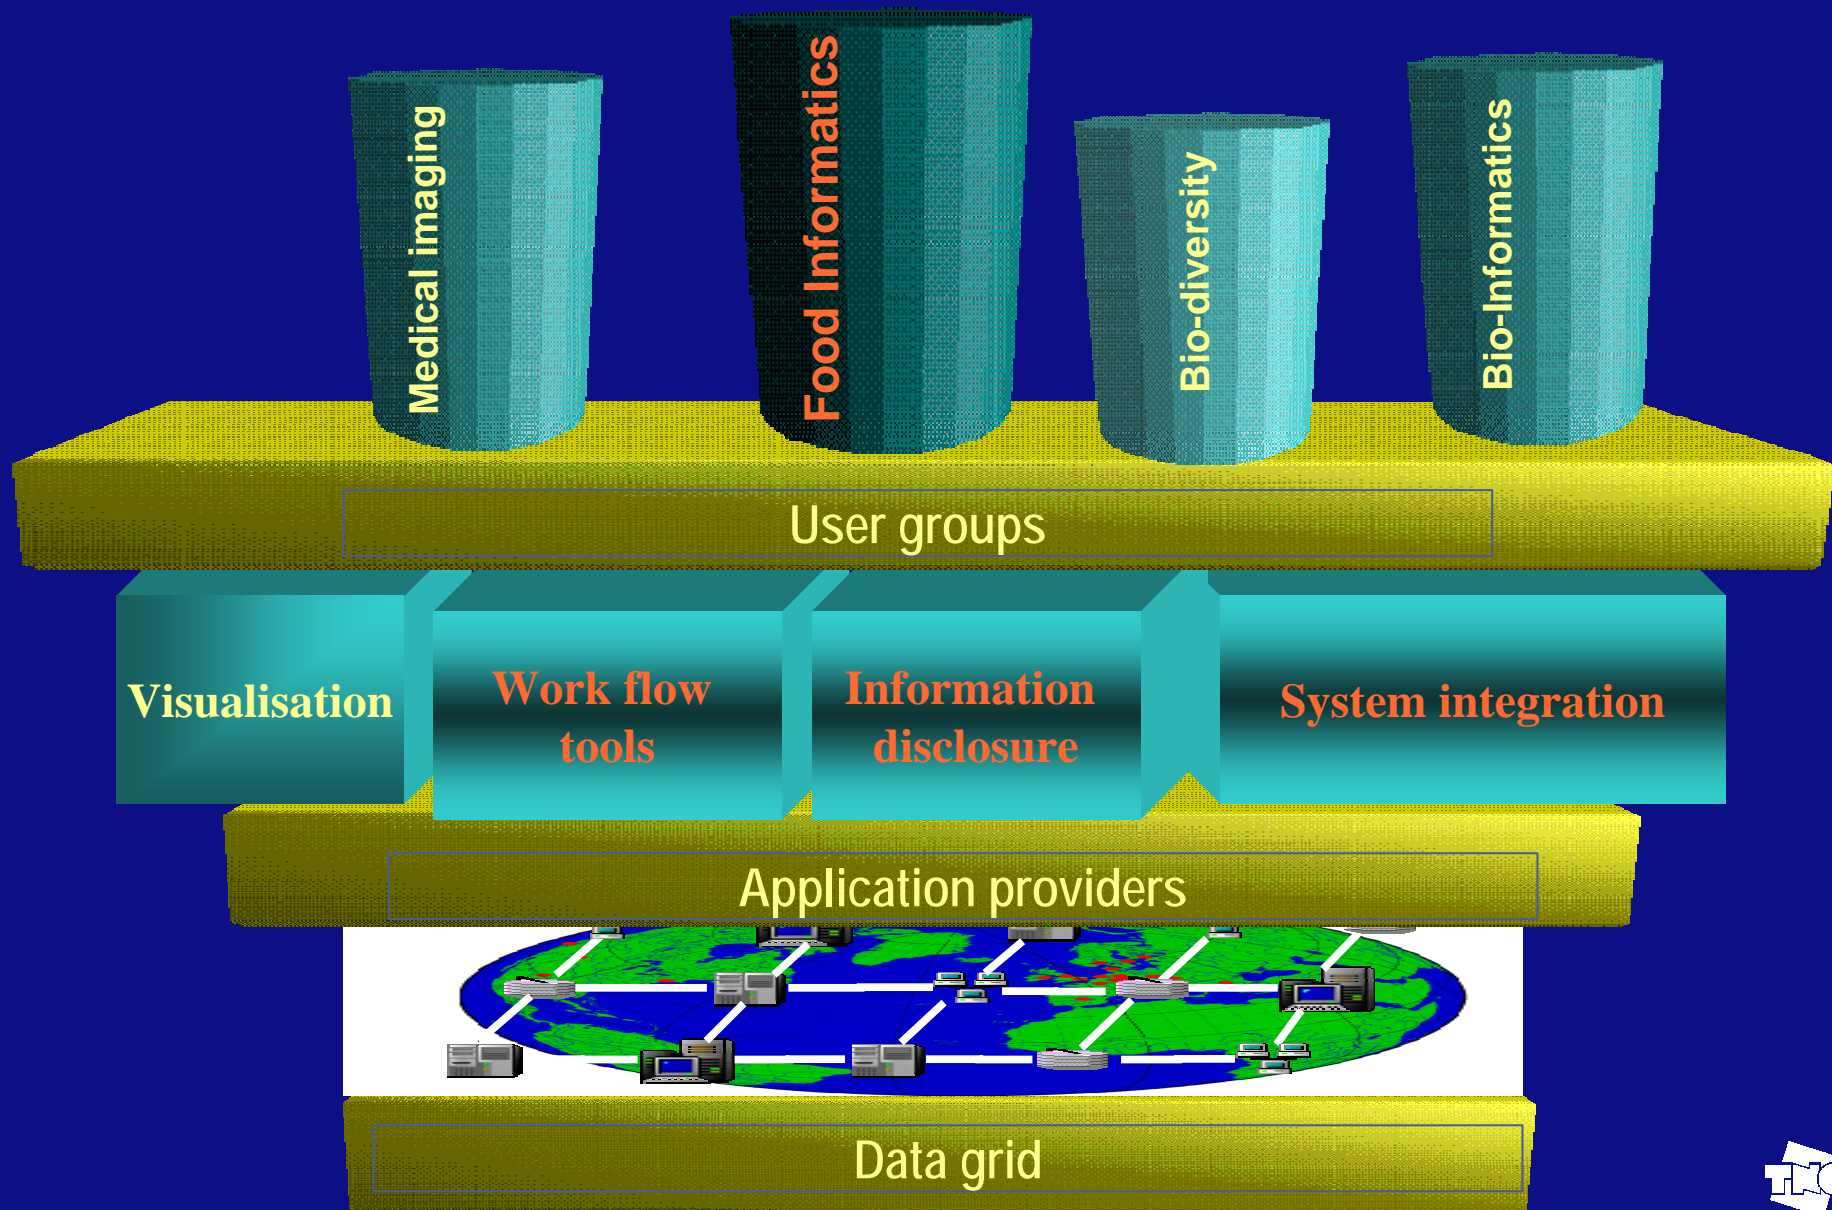 Medical imaging
Food Informatics
Bio-diversity
Bio-Informatics
User groups
Visualisation
Work flow
tools
Information
disclosure
System integration
Application providers
Data grid